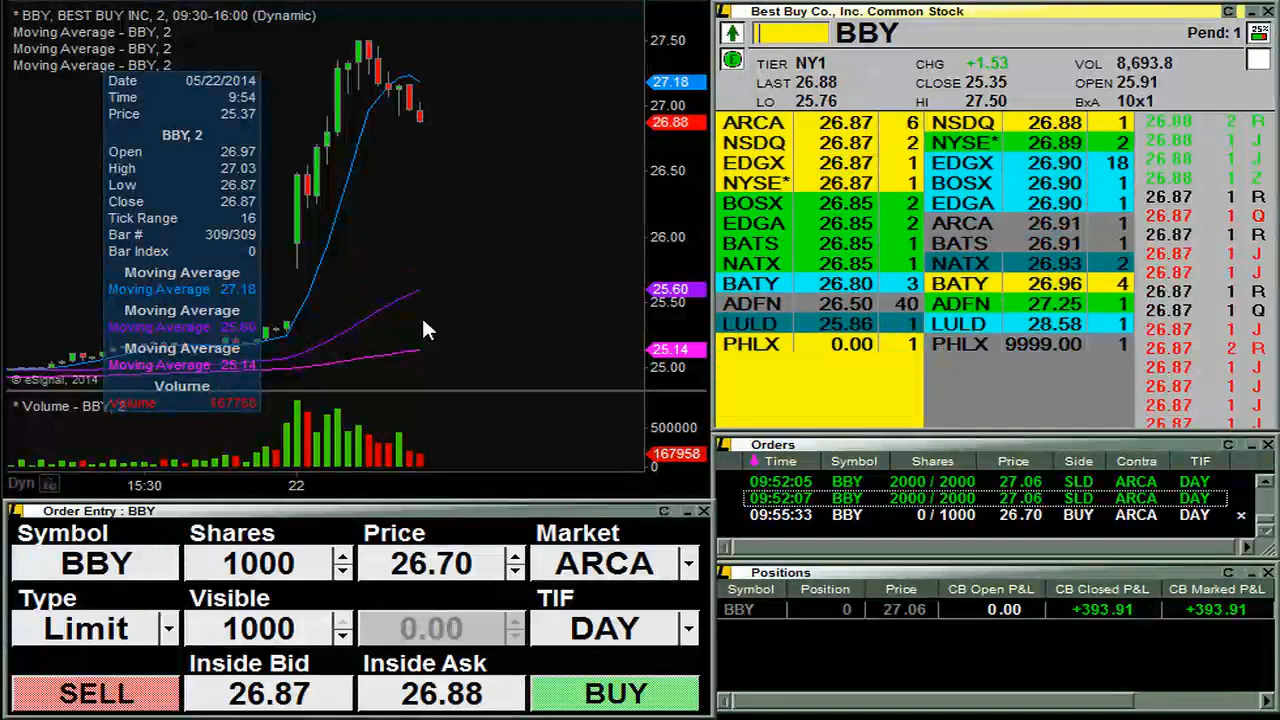 * BBY, BEST BUY INC, 2, 09:30-16:00 (Dynamic)
Moving Average - BBY, 2
Moving Average - BBY, 2
Moving Average - BBY, 2
Date 05/22/2014
Time 9:54
Price 25.37
BBY, 2
Open 26.97
High 27.03
Low 26.87
Close 26.87
Tick Range 16
Bar # 309/309
Bar Index 0
Moving Average
Moving Average 27.18
Moving Average
Moving Average 25.60
Moving Average
Moving Average 25.14
Volume
Volume 167758
27.50
27.18
27.00
26.88
26.50
26.00
25.60
25.50
25.14
25.00
© eSignal, 2014
* Volume - BBY, 2
500000
167958
0
Dyn 15:30 22
Best Buy Co., Inc. Common Stock C
BBY Pend: 1 25%
E TIER NY1 CHG +1.53 VOL 8,693.8
LAST 26.88 CLOSE 25.35 OPEN 25.91
LO 25.76 HI 27.50 BxA 10x1
ARCA 26.87 6 NSDQ 26.88 1
NSDQ 26.87 2 NYSE* 26.89 2
EDGX 26.87 1 EDGX 26.90 18
NYSE* 26.87 1 BOSX 26.90 1
BOSX 26.85 2 EDGA 26.90 1
EDGA 26.85 2 ARCA 26.91 1
BATS 26.85 1 BATS 26.91 1
NATX 26.85 1 NATX 26.93 2
BATY 26.80 3 BATY 26.96 4
ADFN 26.50 40 ADFN 27.25 1
LULD 25.86 1 LULD 28.58 1
PHLX 0.00 1 PHLX 9999.00 1
26.88 2 R
26.88 1 J
26.88 1 J
26.88 1 Z
26.87 1 R
26.87 1 Q
26.87 1 R
26.87 1 J
26.87 1 J
26.87 1 R
26.87 1 Q
26.87 1 J
26.87 2 R
26.87 1 J
26.87 1 J
26.87 1 J
26.87 1 J
Orders C
Time Symbol Shares Price Side Contra TIF
09:52:05 BBY 2000 / 2000 27.06 SLD ARCA DAY
09:52:07 BBY 2000 / 2000 27.06 SLD ARCA DAY
09:55:33 BBY 0 / 1000 26.70 BUY ARCA DAY ×
Order Entry : BBY C
Symbol Shares Price Market
BBY 1000 26.70 ARCA
Type Visible TIF
Limit 1000 0.00 DAY
Inside Bid Inside Ask
SELL 26.87 26.88 BUY
Positions C
Symbol Position Price CB Open P&L CB Closed P&L CB Marked P&L
BBY 0 27.06 0.00 +393.91 +393.91